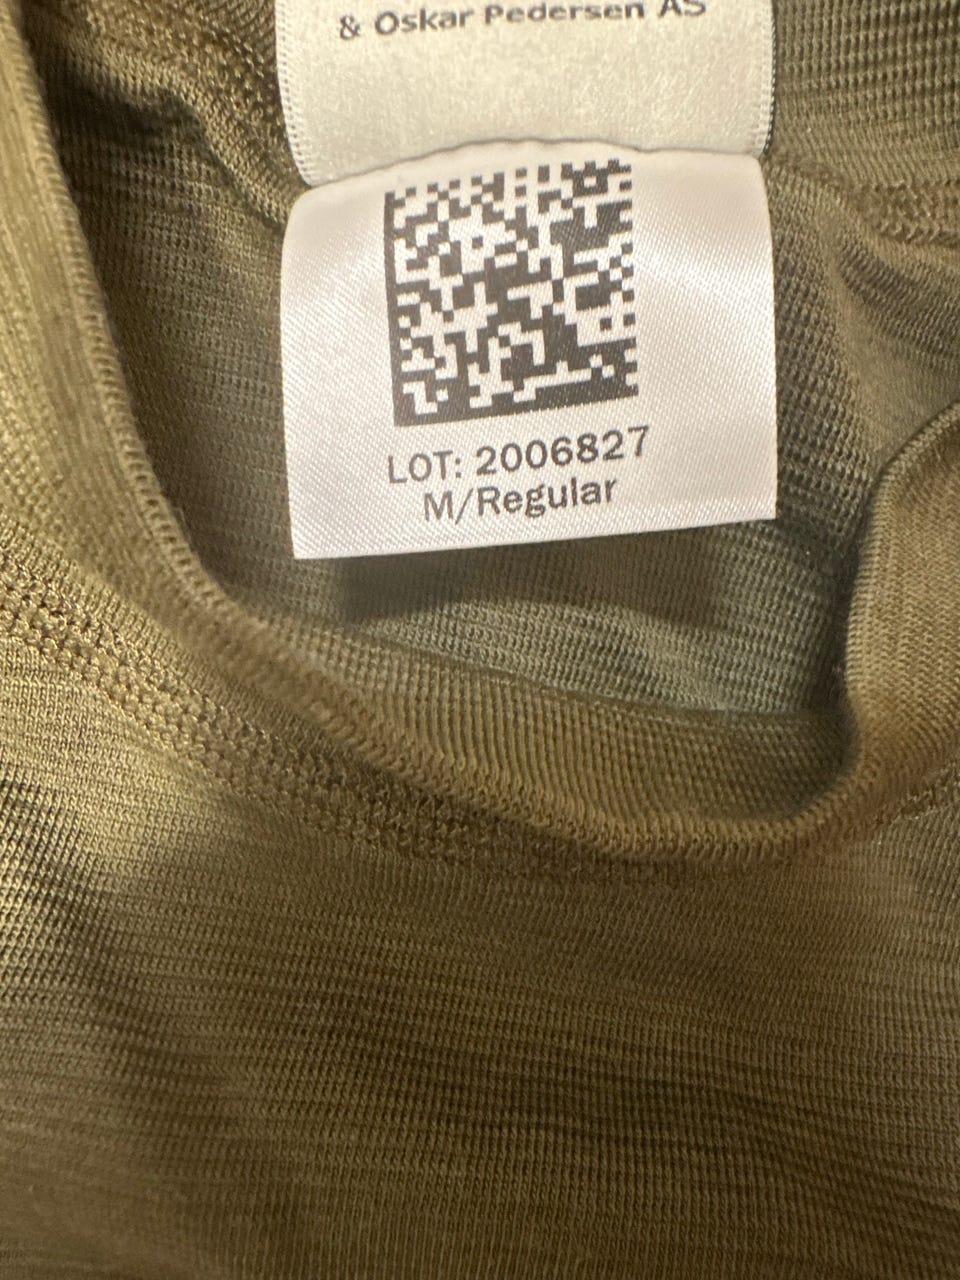 & Oskar Pedersen AS
LOT: 2006827
M/Regular